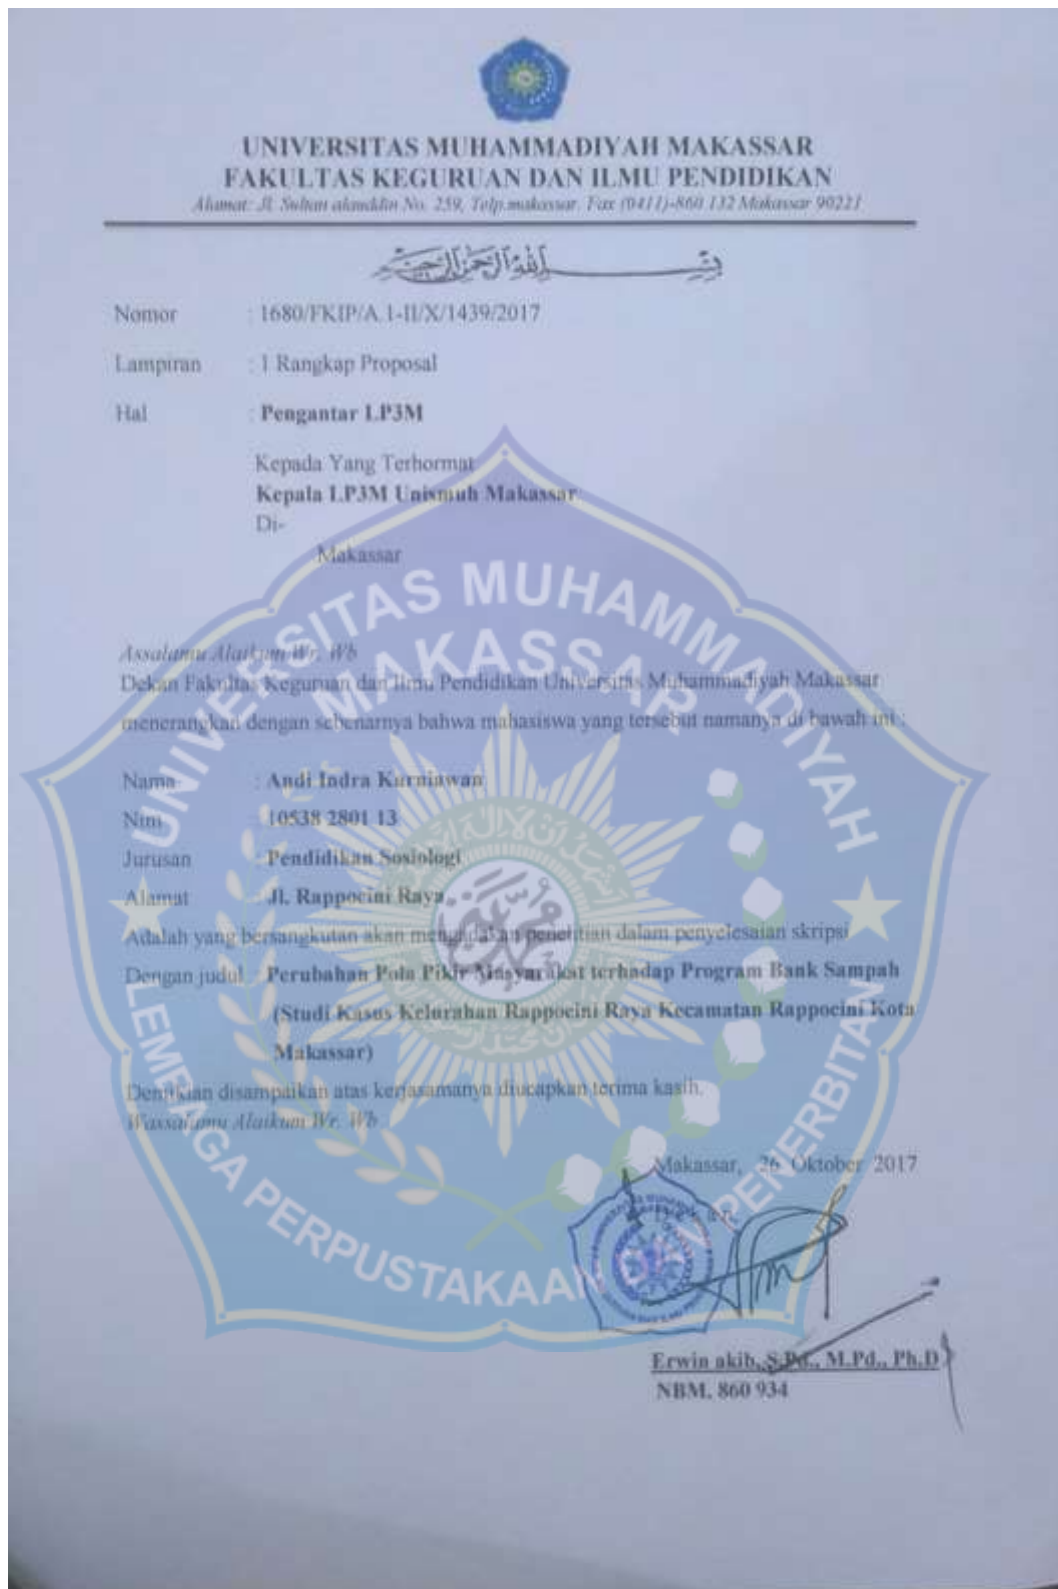 UNIVERSITAS MUHAMMADIYAH MAKASSAR
FAKULTAS KEGURUAN DAN ILMU PENDIDIKAN
Alamat: Jl. Sultan alauddin No. 259, Telp.makassar. Fax (0411)-860 132 Makassar 90221
Nomor : 1680/FKIP/A.1-II/X/1439/2017
Lampiran : 1 Rangkap Proposal
Hal : Pengantar LP3M
Kepada Yang Terhormat
Kepala LP3M Unismuh Makassar
Di-
Makassar
Assalamu Alaikum Wr. Wb
Dekan Fakultas Keguruan dan Ilmu Pendidikan Universitas Muhammadiyah Makassar
menerangkan dengan sebenarnya bahwa mahasiswa yang tersebut namanya di bawah ini :
Nama : Andi Indra Kurniawan
Nim : 10538 2801 13
Jurusan : Pendidikan Sosiologi
Alamat : Jl. Rappocini Raya
Adalah yang bersangkutan akan mengadakan penelitian dalam penyelesaian skripsi
Dengan judul : Perubahan Pola Pikir Masyarakat terhadap Program Bank Sampah
(Studi Kasus Kelurahan Rappocini Raya Kecamatan Rappocini Kota
Makassar)
Demikian disampaikan atas kerjasamanya diucapkan terima kasih.
Wassalamu Alaikum Wr. Wb
Makassar, 26 Oktober 2017
Erwin akib, S.Pd., M.Pd., Ph.D
NBM. 860 934
UNIVERSITAS MUHAMMADIYAH
MAKASSAR
LEMBAGA PERPUSTAKAAN DAN PENERBITAN